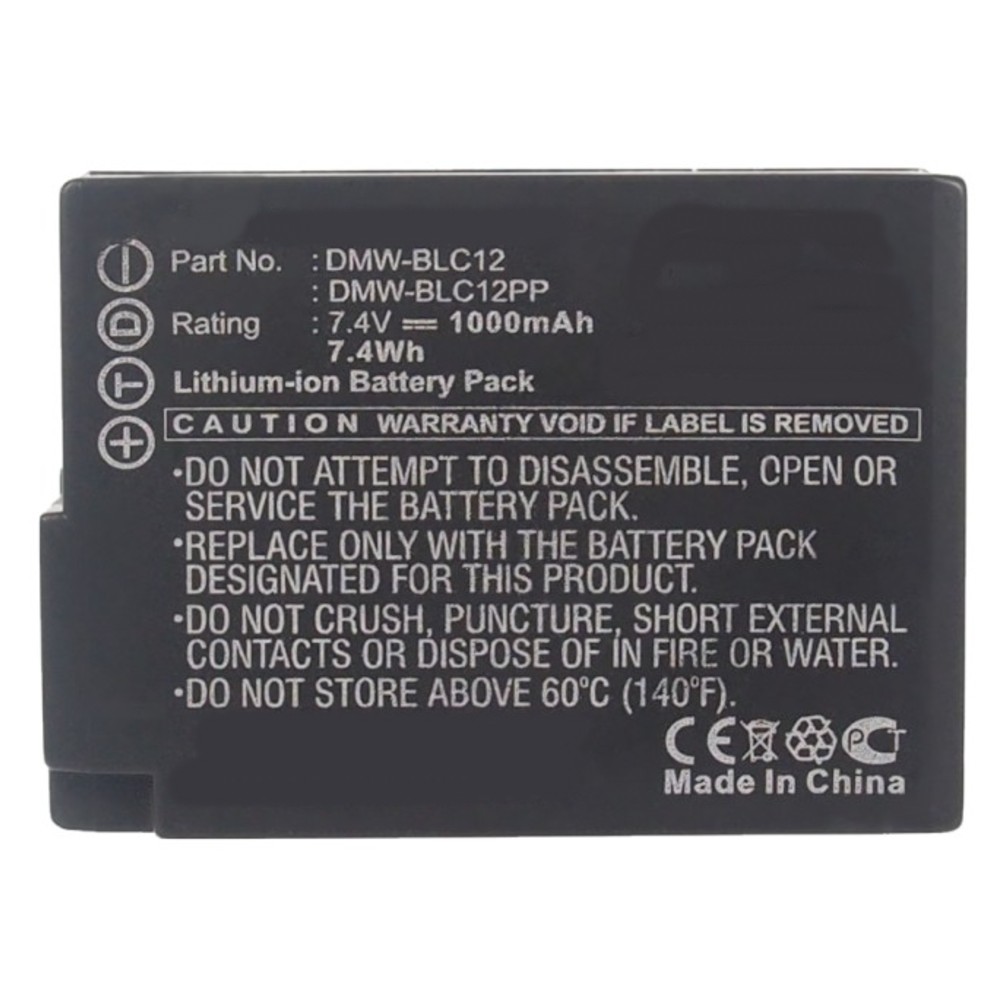 Part No. : DMW-BLC12
: DMW-BLC12PP
Rating : 7.4V 1000mAh
7.4Wh
Lithium-ion Battery Pack
CAUTION WARRANTY VOID IF LABEL IS REMOVED
•DO NOT ATTEMPT TO DISASSEMBLE, OPEN OR
SERVICE THE BATTERY PACK.
•REPLACE ONLY WITH THE BATTERY PACK
DESIGNATED FOR THIS PRODUCT.
•DO NOT CRUSH, PUNCTURE, SHORT EXTERNAL
CONTACTS OR DISPOSE OF IN FIRE OR WATER.
•DO NOT STORE ABOVE 60°C (140°F).
CE PCT
Made In China
— D T +